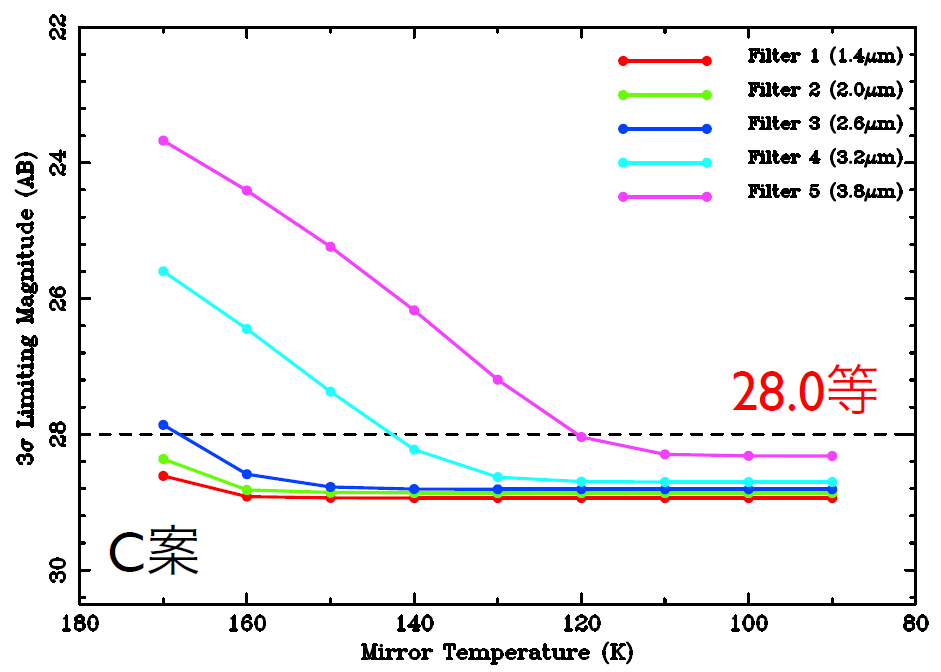 22
24
26
28
30
3σ Limiting Magnitude (AB)
Filter 1 (1.4μm)
Filter 2 (2.0μm)
Filter 3 (2.6μm)
Filter 4 (3.2μm)
Filter 5 (3.8μm)
28.0等
C案
180 160 140 120 100 80
Mirror Temperature (K)